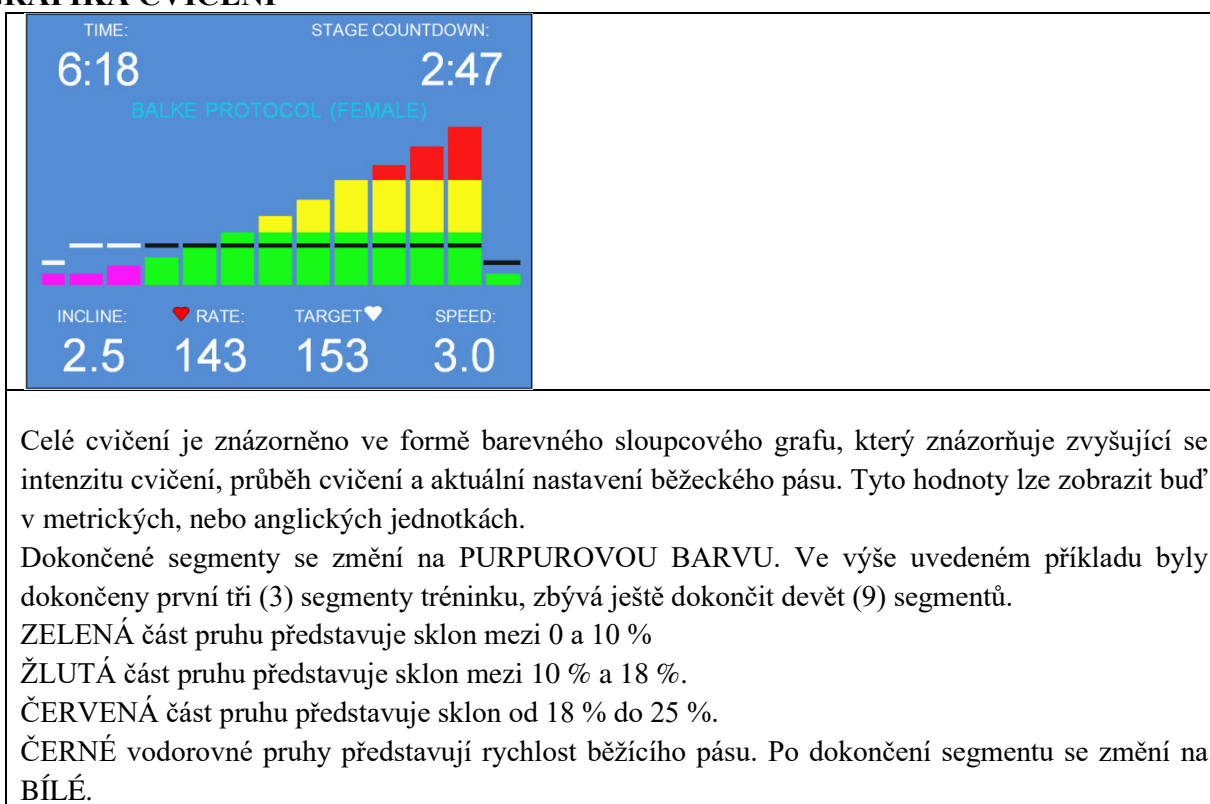 GRAFIKA CVIČENÍ
TIME: STAGE COUNTDOWN:
6:18 2:47
BALKE PROTOCOL (FEMALE)
INCLINE: RATE: TARGET SPEED:
2.5 143 153 3.0
Celé cvičení je znázorněno ve formě barevného sloupcového grafu, který znázorňuje zvyšující se
intenzitu cvičení, průběh cvičení a aktuální nastavení běžeckého pásu. Tyto hodnoty lze zobrazit buď
v metrických, nebo anglických jednotkách.
Dokončené segmenty se změní na PURPUROVOU BARVU. Ve výše uvedeném příkladu byly
dokončeny první tři (3) segmenty tréninku, zbývá ještě dokončit devět (9) segmentů.
ZELENÁ část pruhu představuje sklon mezi 0 a 10 %
ŽLUTÁ část pruhu představuje sklon mezi 10 % a 18 %.
ČERVENÁ část pruhu představuje sklon od 18 % do 25 %.
ČERNÉ vodorovné pruhy představují rychlost běžícího pásu. Po dokončení segmentu se změní na
BÍLÉ.